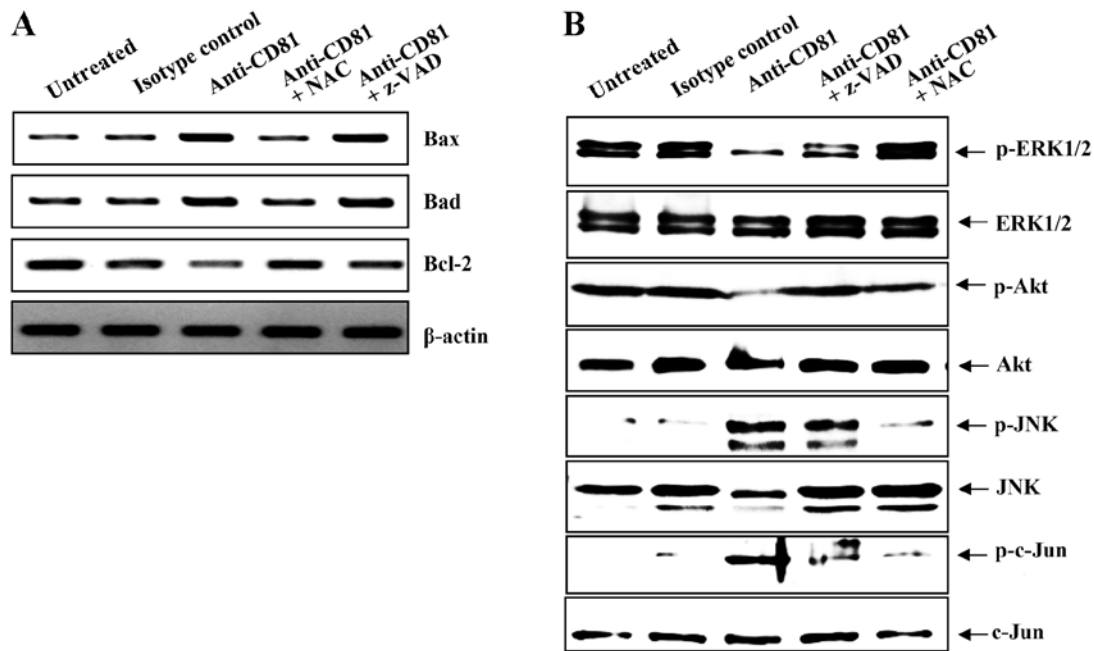 A
Untreated
Isotype control
Anti-CD81
Anti-CD81
+ NAC
Anti-CD81
+ z-VAD
Bax
Bad
Bcl-2
β-actin
B
Untreated
Isotype control
Anti-CD81
Anti-CD81
+ z-VAD
Anti-CD81
+ NAC
p-ERK1/2
ERK1/2
p-Akt
Akt
p-JNK
JNK
p-c-Jun
c-Jun